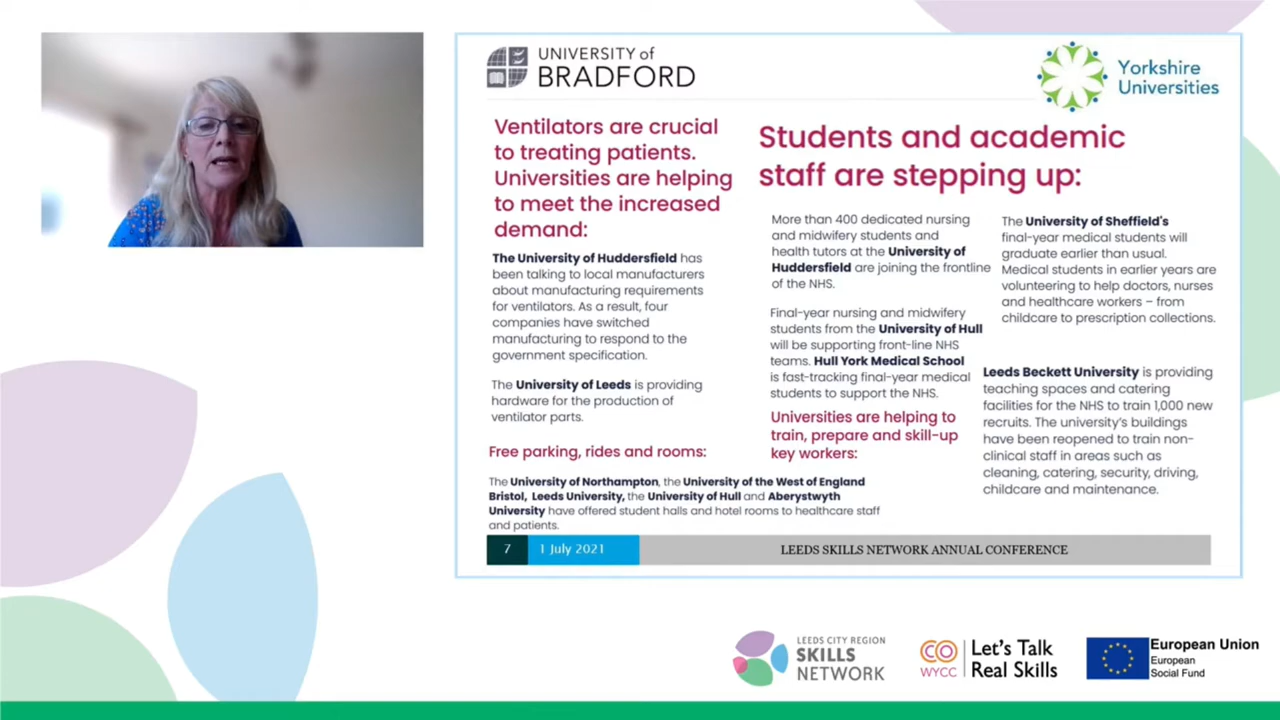 UNIVERSITY of
BRADFORD
Yorkshire
Universities
Ventilators are crucial
to treating patients.
Universities are helping
to meet the increased
demand:
The University of Huddersfield has
been talking to local manufacturers
about manufacturing requirements
for ventilators. As a result, four
companies have switched
manufacturing to respond to the
government specification.
The University of Leeds is providing
hardware for the production of
ventilator parts.
Free parking, rides and rooms:
The University of Northampton, the University of the West of England
Bristol, Leeds University, the University of Hull and Aberystwyth
University have offered student halls and hotel rooms to healthcare staff
and patients.
Students and academic
staff are stepping up:
More than 400 dedicated nursing
and midwifery students and
health tutors at the University of
Huddersfield are joining the frontline
of the NHS.
Final-year nursing and midwifery
students from the University of Hull
will be supporting front-line NHS
teams. Hull York Medical School
is fast-tracking final-year medical
students to support the NHS.
Universities are helping to
train, prepare and skill-up
key workers:
The University of Sheffield's
final-year medical students will
graduate earlier than usual.
Medical students in earlier years are
volunteering to help doctors, nurses
and healthcare workers – from
childcare to prescription collections.
Leeds Beckett University is providing
teaching spaces and catering
facilities for the NHS to train 1,000 new
recruits. The university's buildings
have been reopened to train non-
clinical staff in areas such as
cleaning, catering, security, driving,
childcare and maintenance.
7 1 July 2021 LEEDS SKILLS NETWORK ANNUAL CONFERENCE
LEEDS CITY REGION
SKILLS
NETWORK
WYCC
Let's Talk
Real Skills
European Union
European
Social Fund